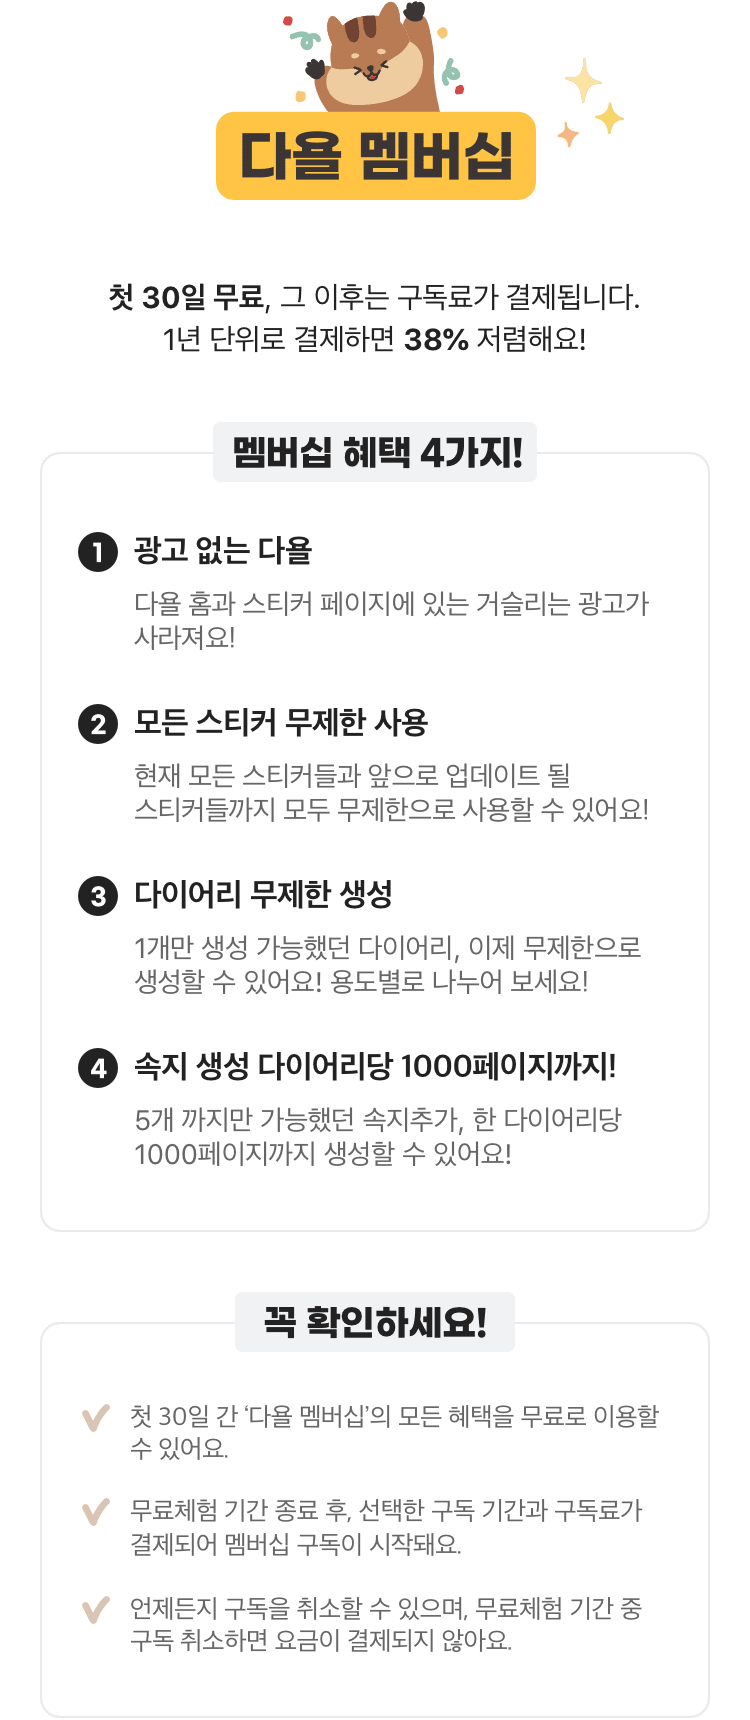 다욜 멤버십
첫 30일 무료, 그 이후는 구독료가 결제됩니다.
1년 단위로 결제하면 38% 저렴해요!
멤버십 혜택 4가지!
1 광고 없는 다욜
다욜 홈과 스티커 페이지에 있는 거슬리는 광고가
사라져요!
2 모든 스티커 무제한 사용
현재 모든 스티커들과 앞으로 업데이트 될
스티커들까지 모두 무제한으로 사용할 수 있어요!
3 다이어리 무제한 생성
1개만 생성 가능했던 다이어리, 이제 무제한으로
생성할 수 있어요! 용도별로 나누어 보세요!
4 속지 생성 다이어리당 1000페이지까지!
5개 까지만 가능했던 속지추가, 한 다이어리당
1000페이지까지 생성할 수 있어요!
꼭 확인하세요!
첫 30일 간 ‘다욜 멤버십’의 모든 혜택을 무료로 이용할
수 있어요.
무료체험 기간 종료 후, 선택한 구독 기간과 구독료가
결제되어 멤버십 구독이 시작돼요.
언제든지 구독을 취소할 수 있으며, 무료체험 기간 중
구독 취소하면 요금이 결제되지 않아요.